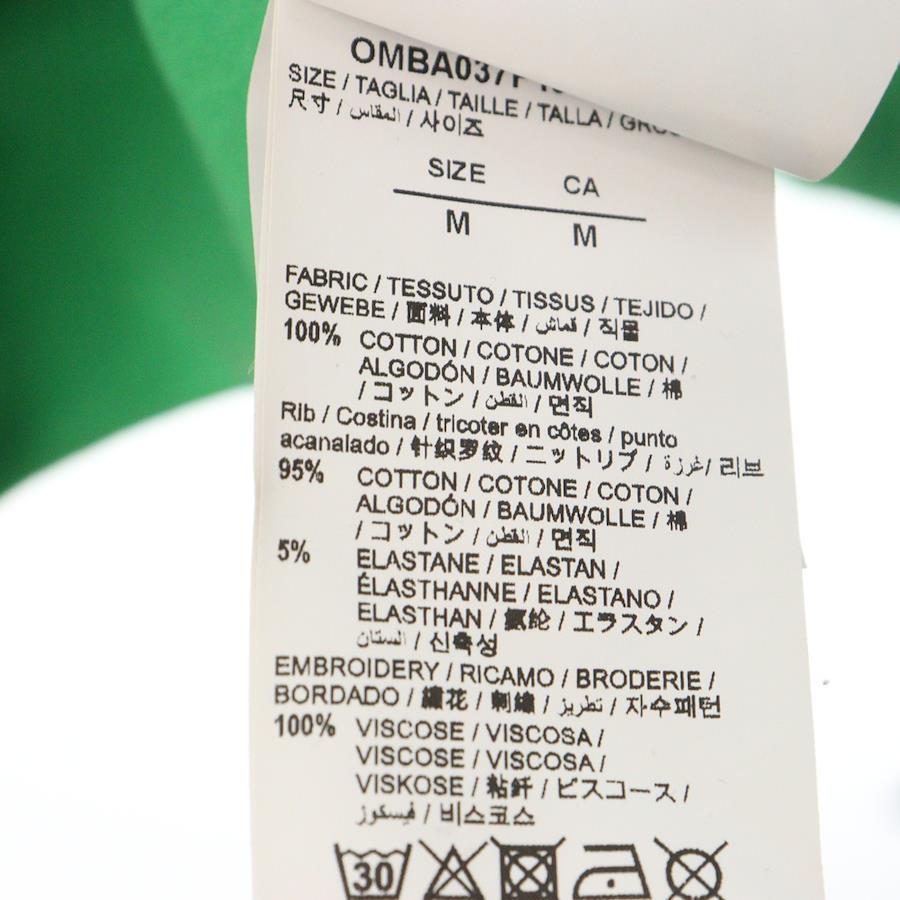 OMBA037F
SIZE / TAGLIA / TAILLE / TALLA /
尺寸 / المقاس / 사이즈
SIZE CA
M M
FABRIC / TESSUTO / TISSUS / TEJIDO /
GEWEBE / 面料 / 本体 / قماش / 직물
100% COTTON / COTONE / COTON /
ALGODÓN / BAUMWOLLE / 棉
/ コットン / القطن / 면직
Rib / Costina / tricoter en côtes / punto
acanalado / 针织罗纹 / ニットリブ / غرزة / 리브
95% COTTON / COTONE / COTON /
ALGODÓN / BAUMWOLLE / 棉
/ コットン / القطن / 면직
5% ELASTANE / ELASTAN /
ÉLASTHANNE / ELASTANO /
ELASTHAN / 氨纶 / エラスタン /
الستان / 신축성
EMBROIDERY / RICAMO / BRODERIE /
BORDADO / 繡花 / 刺繍 / تطريز / 자수패턴
100% VISCOSE / VISCOSA /
VISCOSE / VISCOSA /
VISKOSE / 粘釺 / ビスコース /
فيسكوز / 비스코스
30